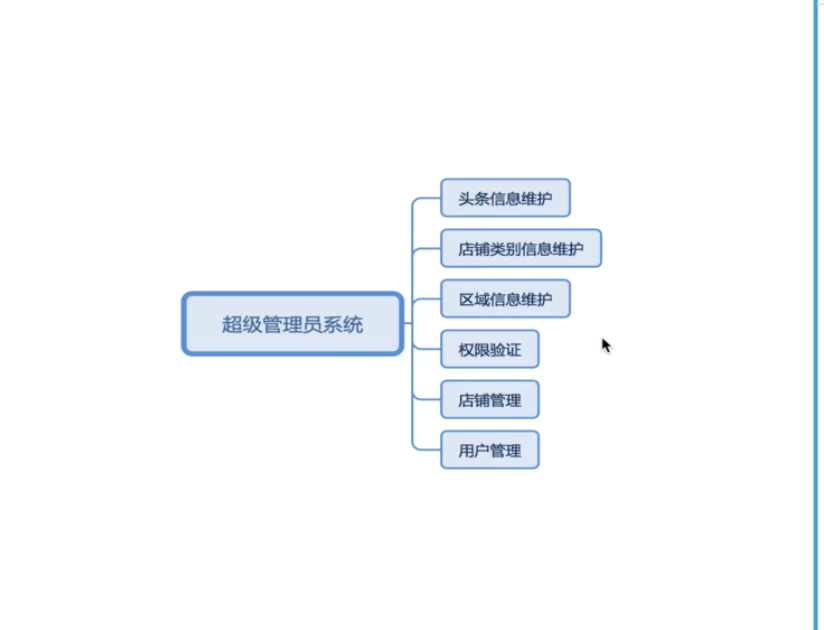 头条信息维护
店铺类别信息维护
区域信息维护
超级管理员系统
权限验证
店铺管理
用户管理